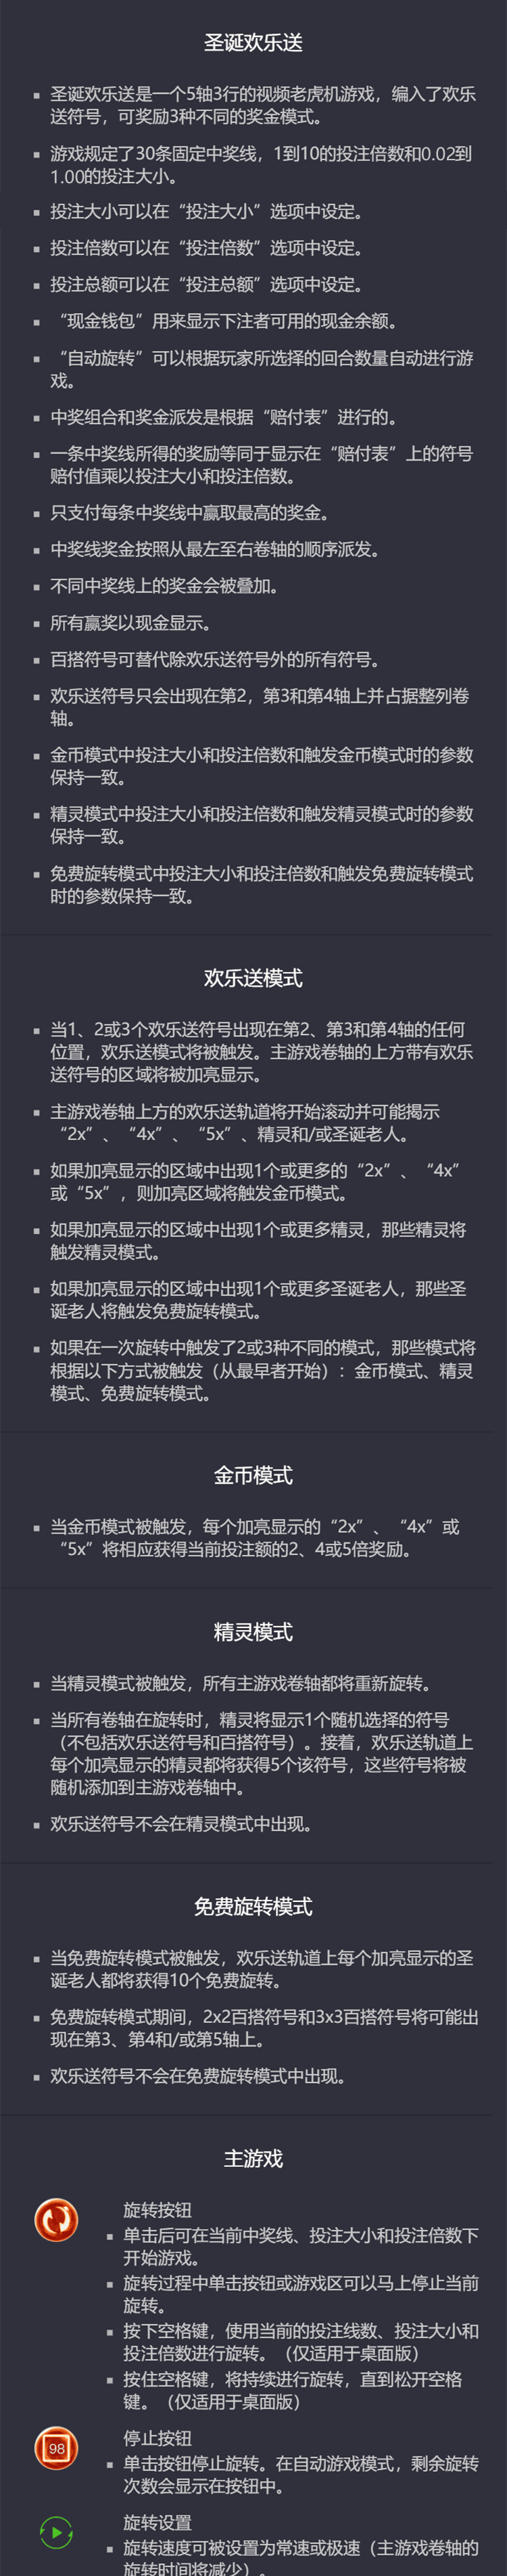 圣诞欢乐送
圣诞欢乐送是一个5轴3行的视频老虎机游戏，编入了欢乐
送符号，可奖励3种不同的奖金模式。
游戏规定了30条固定中奖线，1到10的投注倍数和0.02到
1.00的投注大小。
投注大小可以在“投注大小”选项中设定。
投注倍数可以在“投注倍数”选项中设定。
投注总额可以在“投注总额”选项中设定。
“现金钱包”用来显示下注者可用的现金余额。
“自动旋转”可以根据玩家所选择的回合数量自动进行游
戏。
中奖组合和奖金派发是根据“赔付表”进行的。
一条中奖线所得的奖励等同于显示在“赔付表”上的符号
赔付值乘以投注大小和投注倍数。
只支付每条中奖线中赢取最高的奖金。
中奖线奖金按照从最左至右卷轴的顺序派发。
不同中奖线上的奖金会被叠加。
所有赢奖以现金显示。
百搭符号可替代除欢乐送符号外的所有符号。
欢乐送符号只会出现在第2，第3和第4轴上并占据整列卷
轴。
金币模式中投注大小和投注倍数和触发金币模式时的参数
保持一致。
精灵模式中投注大小和投注倍数和触发精灵模式时的参数
保持一致。
免费旋转模式中投注大小和投注倍数和触发免费旋转模式
时的参数保持一致。
欢乐送模式
当1、2或3个欢乐送符号出现在第2、第3和第4轴的任何
位置，欢乐送模式将被触发。主游戏卷轴的上方带有欢乐
送符号的区域将被加亮显示。
主游戏卷轴上方的欢乐送轨道将开始滚动并可能揭示
“2x”、“4x”、“5x”、精灵和/或圣诞老人。
如果加亮显示的区域中出现1个或更多的“2x”、“4x”
或“5x”，则加亮区域将触发金币模式。
如果加亮显示的区域中出现1个或更多精灵，那些精灵将
触发精灵模式。
如果加亮显示的区域中出现1个或更多圣诞老人，那些圣
诞老人将触发免费旋转模式。
如果在一次旋转中触发了2或3种不同的模式，那些模式将
根据以下方式被触发（从最早者开始）：金币模式、精灵
模式、免费旋转模式。
金币模式
当金币模式被触发，每个加亮显示的“2x”、“4x”或
“5x”将相应获得当前投注额的2、4或5倍奖励。
精灵模式
当精灵模式被触发，所有主游戏卷轴都将重新旋转。
当所有卷轴在旋转时，精灵将显示1个随机选择的符号
（不包括欢乐送符号和百搭符号）。接着，欢乐送轨道上
每个加亮显示的精灵都将获得5个该符号，这些符号将被
随机添加到主游戏卷轴中。
欢乐送符号不会在精灵模式中出现。
免费旋转模式
当免费旋转模式被触发，欢乐送轨道上每个加亮显示的圣
诞老人都将获得10个免费旋转。
免费旋转模式期间，2x2百搭符号和3x3百搭符号将可能出
现在第3、第4和/或第5轴上。
欢乐送符号不会在免费旋转模式中出现。
主游戏
旋转按钮
单击后可在当前中奖线、投注大小和投注倍数下
开始游戏。
旋转过程中单击按钮或游戏区可以马上停止当前
旋转。
按下空格键，使用当前的投注线数、投注大小和
投注倍数进行旋转。（仅适用于桌面版）
按住空格键，将持续进行旋转，直到松开空格
键。（仅适用于桌面版）
98
停止按钮
单击按钮停止旋转。在自动游戏模式，剩余旋转
次数会显示在按钮中。
旋转设置
旋转速度可被设置为常速或极速（主游戏卷轴的
旋转时间将减少）。